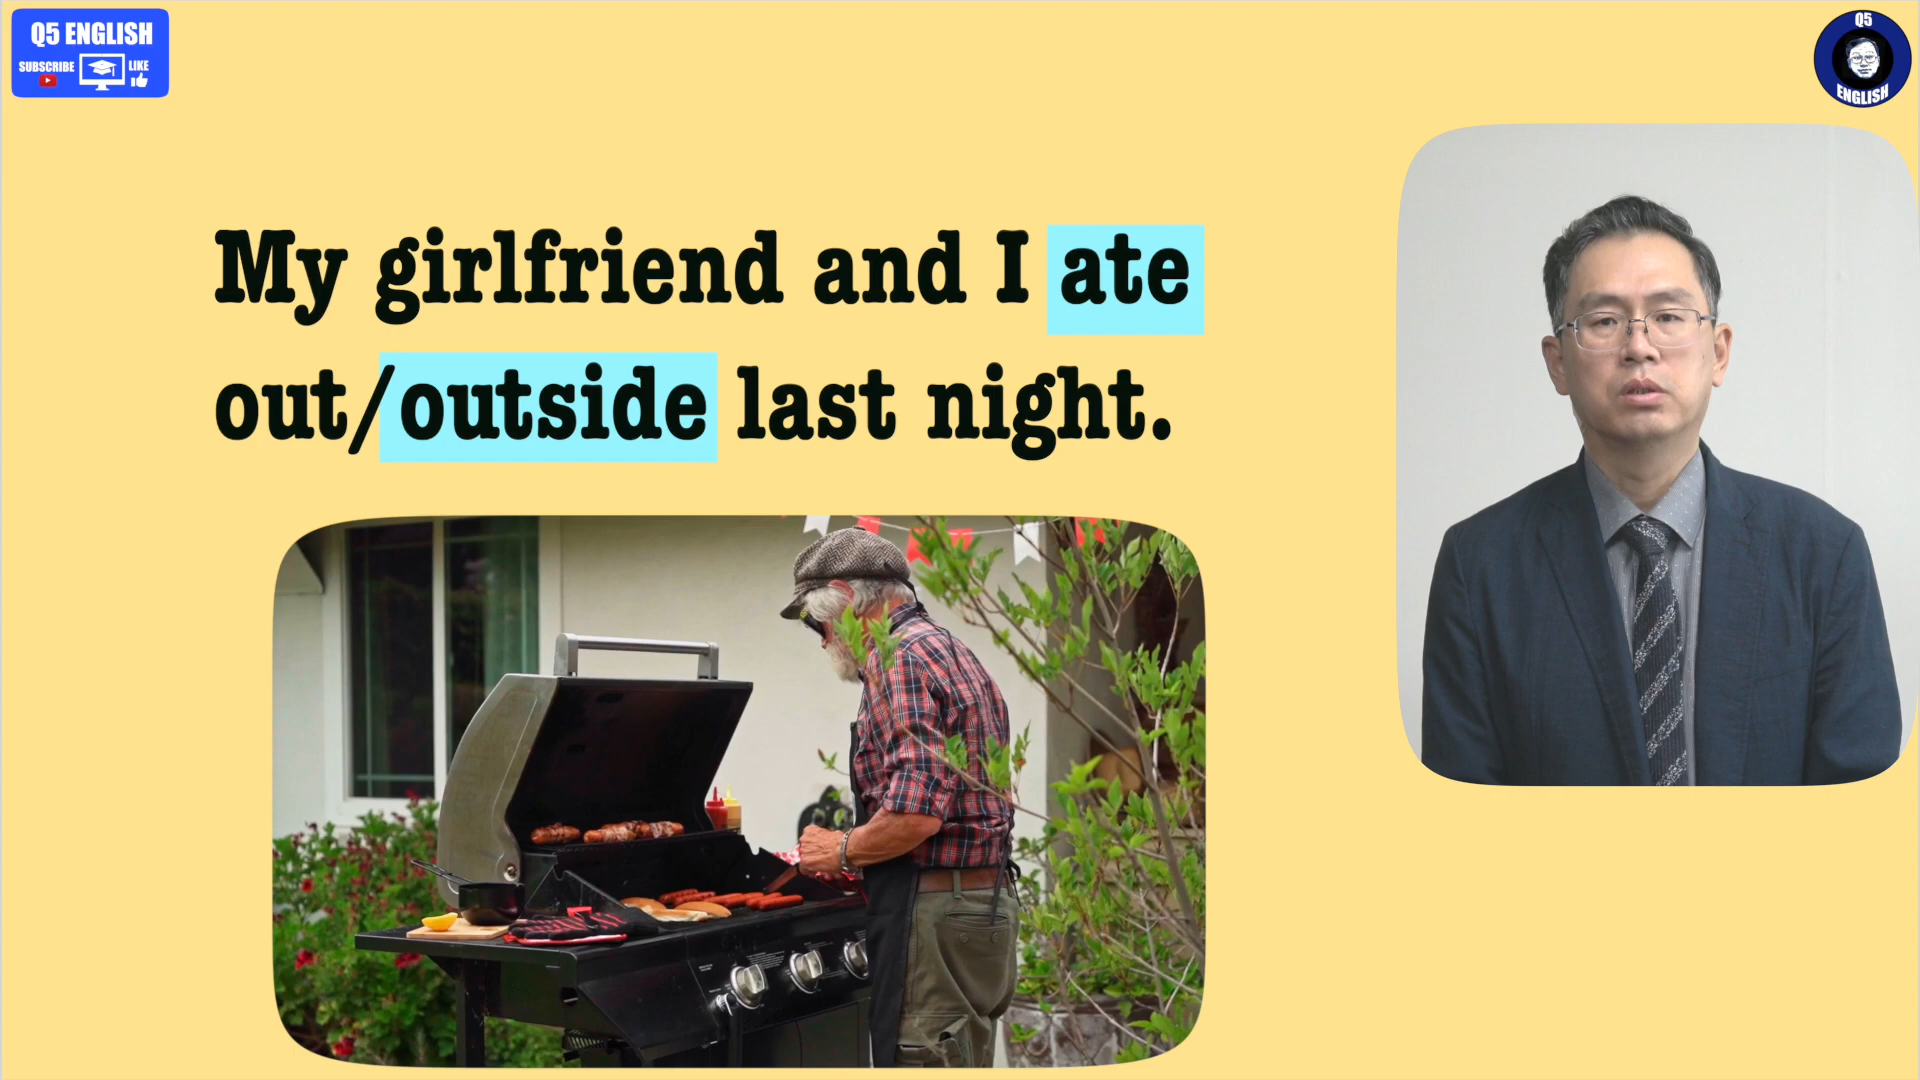 Q5 ENGLISH
SUBSCRIBE
LIKE
Q5
ENGLISH
My girlfriend and I ate
out/outside last night.